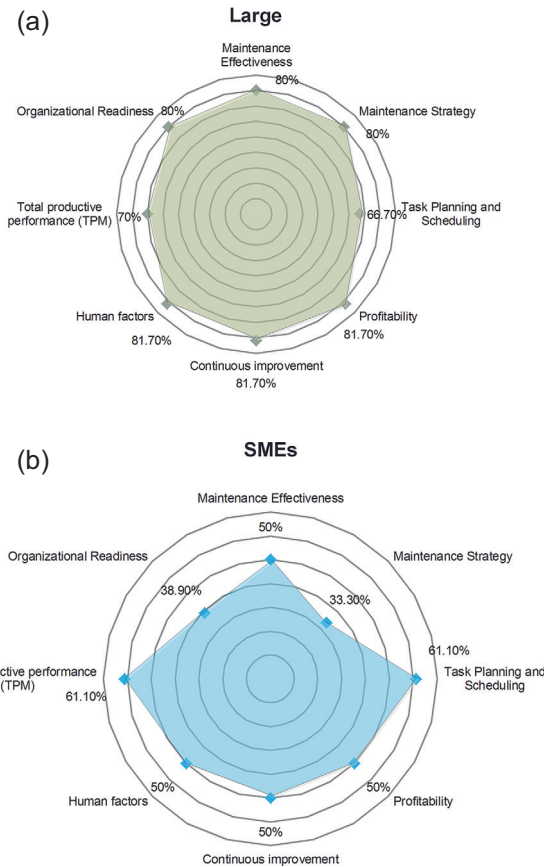 (a)
Large
Maintenance
Effectiveness
80%
Organizational Readiness
80%
Maintenance Strategy
80%
Total productive
performance (TPM)
70%
66.70%
Task Planning and
Scheduling
Human factors
81.70%
Profitability
81.70%
Continuous improvement
81.70%
(b)
SMEs
Maintenance Effectiveness
50%
Organizational Readiness
38.90%
Maintenance Strategy
33.30%
ctive performance
(TPM)
61.10%
61.10%
Task Planning and
Scheduling
Human factors
50%
50%
Profitability
50%
Continuous improvement